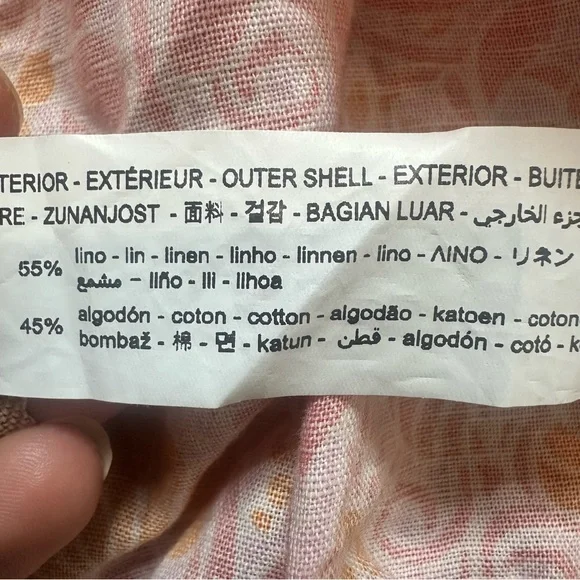 TERIOR - EXTÉRIEUR - OUTER SHELL - EXTERIOR - BUITE
RE - ZUNANJOST - 面料 - 겉감 - BAGIAN LUAR - جزء الخارجي
55% lino - lin - linen - linho - linnen - lino - ΛΙΝΟ - リネン
مشمع - liño - lli - lihoa
45% algodón - coton - cotton - algodão - katoen - coton
bombaž - 棉 - 면 - katun - قطن - algodón - cotó - k